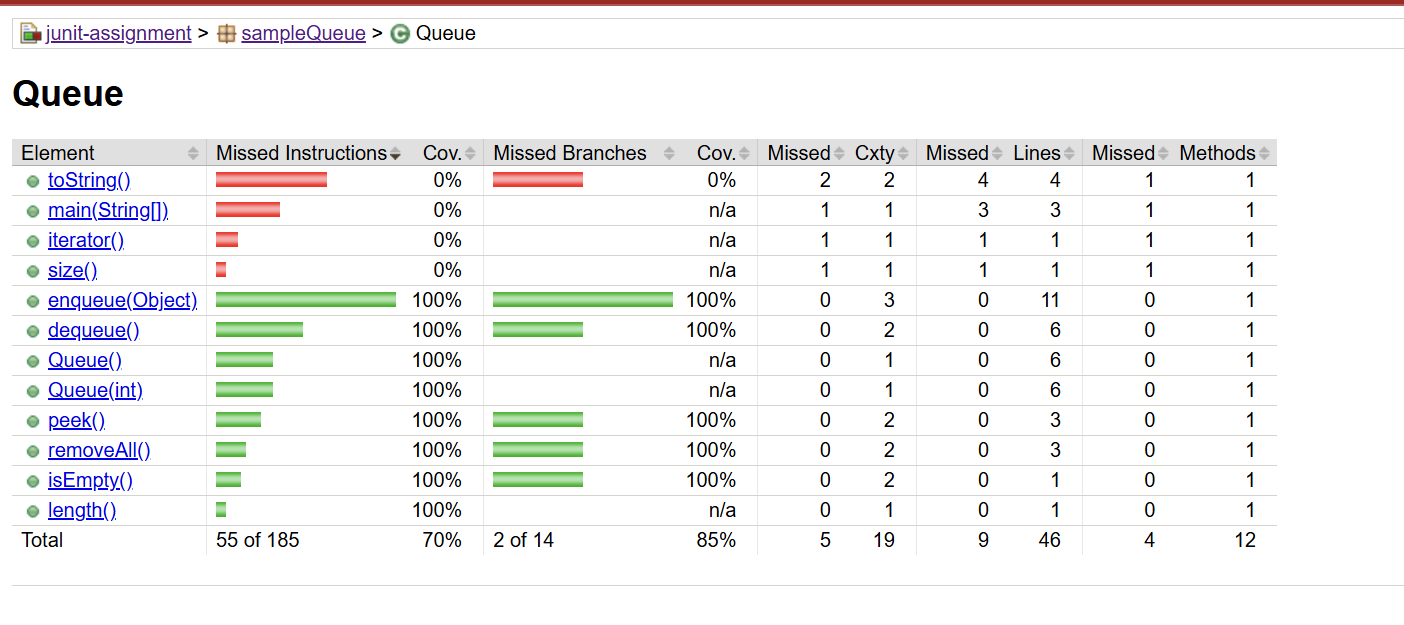 junit-assignment > sampleQueue > Queue
Queue
Element Missed Instructions Cov. Missed Branches Cov. Missed Cxty Missed Lines Missed Methods
toString() 0% 0% 2 2 4 4 1 1
main(String[]) 0% n/a 1 1 3 3 1 1
iterator() 0% n/a 1 1 1 1 1 1
size() 0% n/a 1 1 1 1 1 1
enqueue(Object) 100% 100% 0 3 0 11 0 1
dequeue() 100% 100% 0 2 0 6 0 1
Queue() 100% n/a 0 1 0 6 0 1
Queue(int) 100% n/a 0 1 0 6 0 1
peek() 100% 100% 0 2 0 3 0 1
removeAll() 100% 100% 0 2 0 3 0 1
isEmpty() 100% 100% 0 2 0 1 0 1
length() 100% n/a 0 1 0 1 0 1
Total 55 of 185 70% 2 of 14 85% 5 19 9 46 4 12